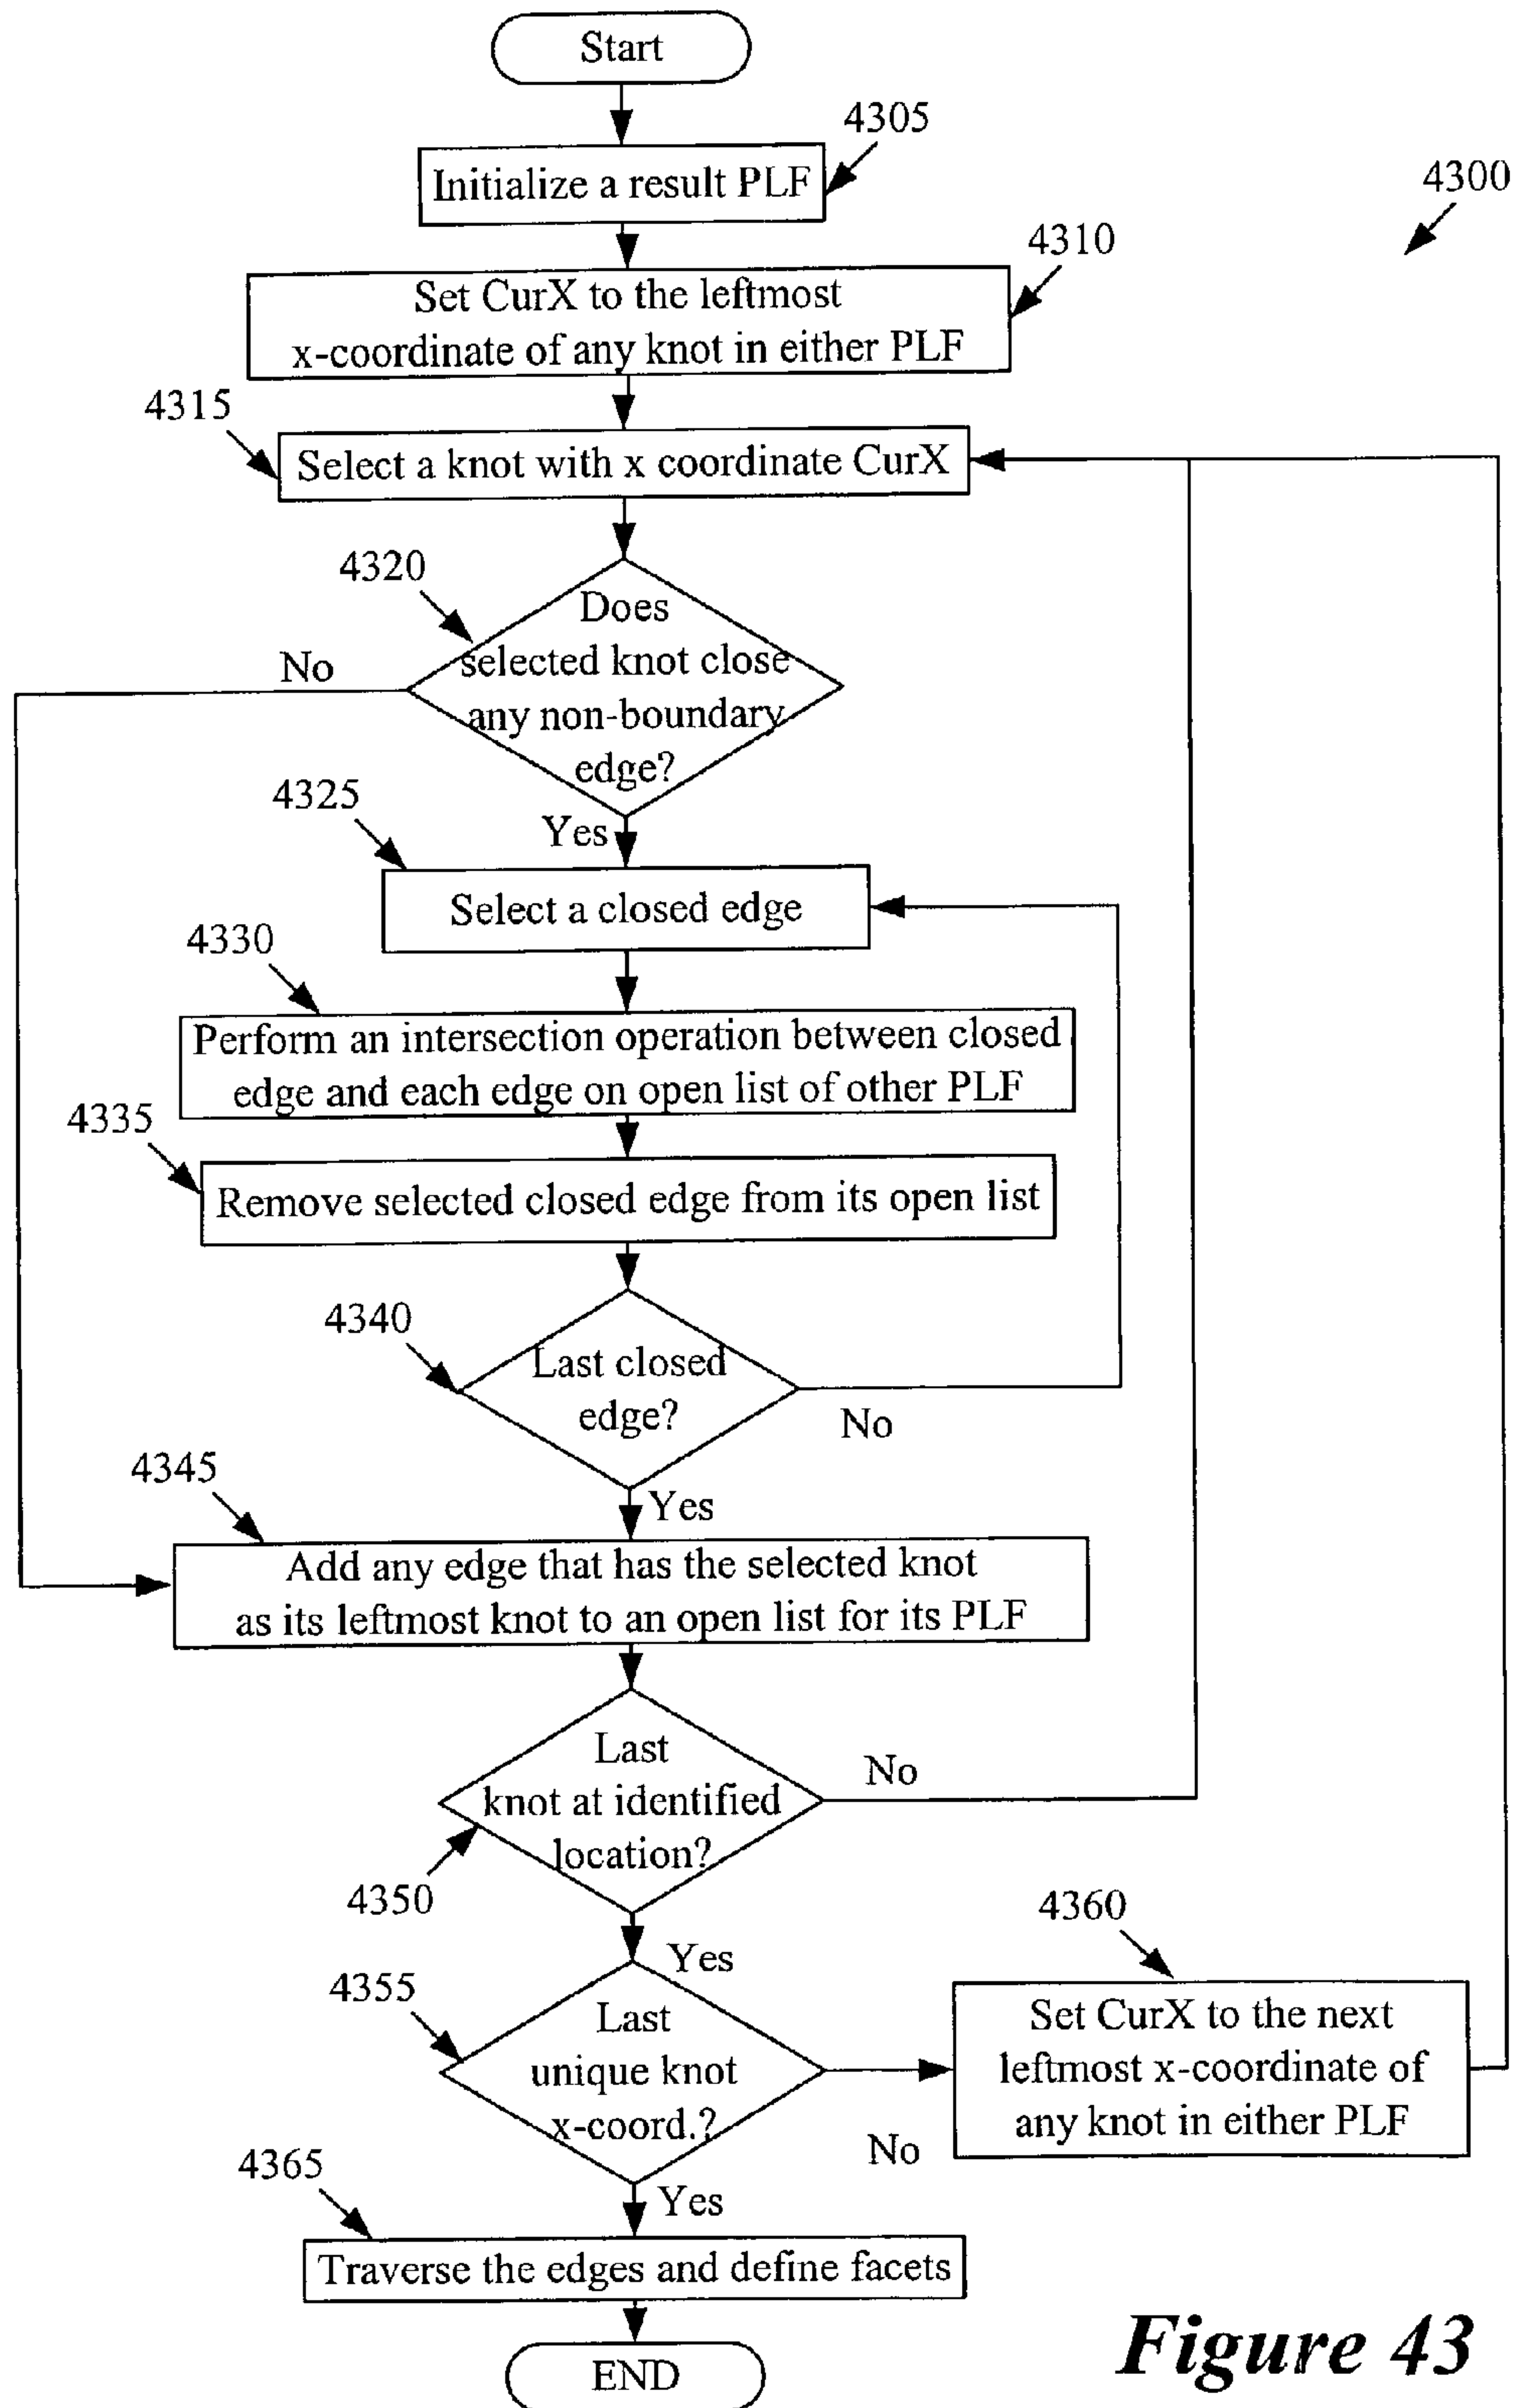 Start
4305
Initialize a result PLF
4300
4310
Set CurX to the leftmost
x-coordinate of any knot in either PLF
4315
Select a knot with x coordinate CurX
4320
Does
selected knot close
any non-boundary
edge?
No
4325
Yes
Select a closed edge
4330
Perform an intersection operation between closed
edge and each edge on open list of other PLF
4335
Remove selected closed edge from its open list
4340
Last closed
edge?
No
4345
Yes
Add any edge that has the selected knot
as its leftmost knot to an open list for its PLF
Last
knot at identified
location?
No
4350
Yes
4360
4355
Last
unique knot
x-coord.?
Set CurX to the next
leftmost x-coordinate of
any knot in either PLF
No
4365
Yes
Traverse the edges and define facets
END
Figure 43